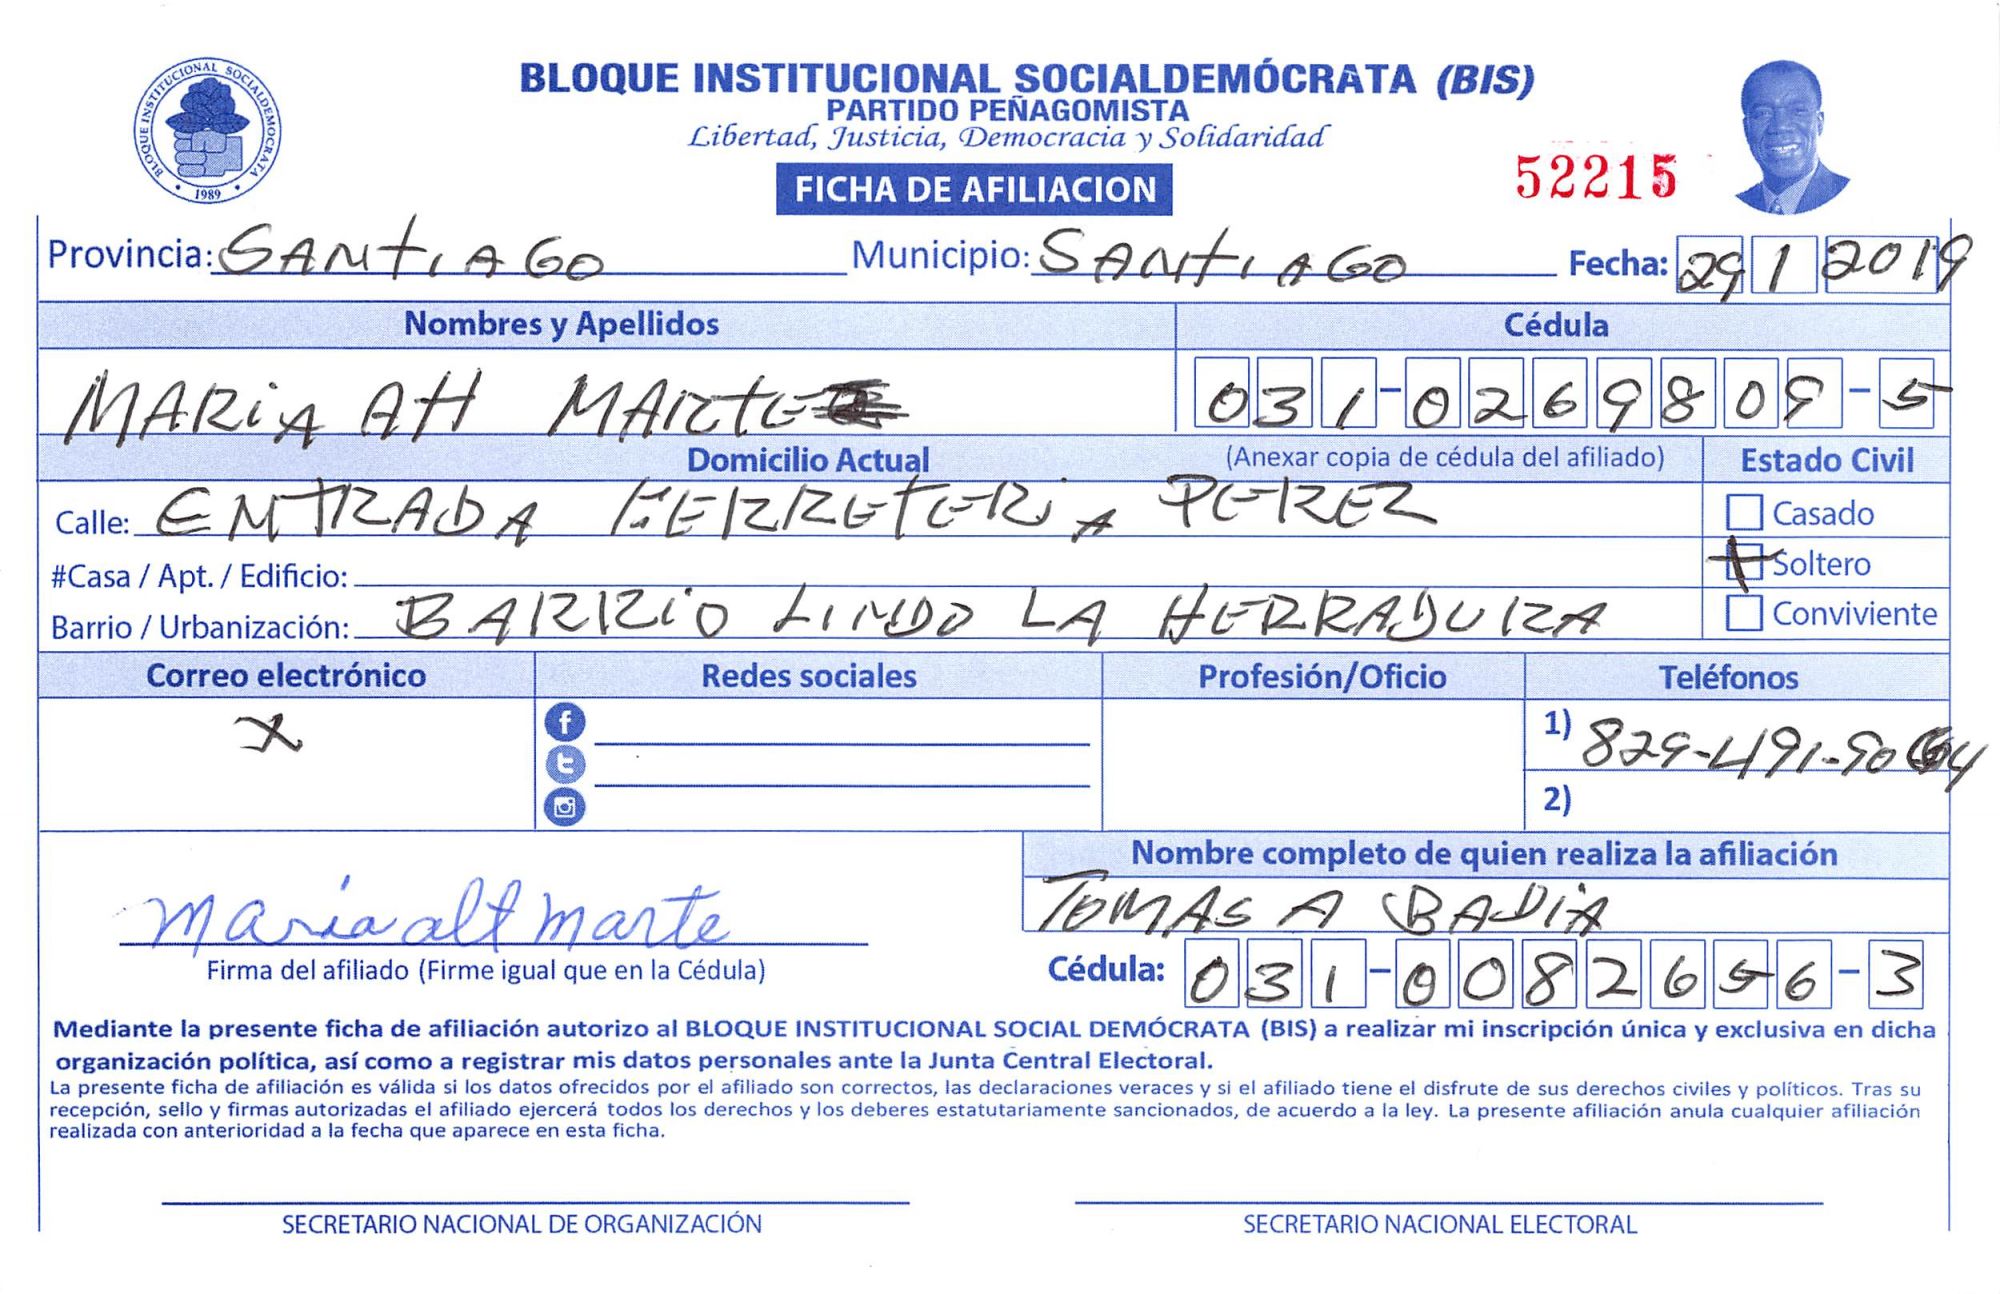 BLOQUE INSTITUCIONAL SOCIALDEMÓCRATA (BIS)
PARTIDO PEÑAGOMISTA
Libertad, Justicia, Democracia y Solidaridad
BLOQUE INSTITUCIONAL SOCIALDEMOCRATA
1989
FICHA DE AFILIACION
52215
Provincia: SANTIAGO Municipio: SANTIAGO Fecha: 29 1 2019
Nombres y Apellidos Cédula
MARIA Alt MARTE 031-0269809-5
Domicilio Actual (Anexar copia de cédula del afiliado) Estado Civil
Calle: ENTRADA FERRETERIA PEREZ
Casado
#Casa / Apt. / Edificio:
X Soltero
Barrio / Urbanización: BARRIO LINDO LA HERRADURA
Conviviente
Correo electrónico Redes sociales Profesión/Oficio Teléfonos
X
1) 829-491-90 4
2)
Nombre completo de quien realiza la afiliación
TOMAS A BADIA
Maria alt Marte
Firma del afiliado (Firme igual que en la Cédula)
Cédula: 031-0082656-3
Mediante la presente ficha de afiliación autorizo al BLOQUE INSTITUCIONAL SOCIAL DEMÓCRATA (BIS) a realizar mi inscripción única y exclusiva en dicha
organización política, así como a registrar mis datos personales ante la Junta Central Electoral.
La presente ficha de afiliación es válida si los datos ofrecidos por el afiliado son correctos, las declaraciones veraces y si el afiliado tiene el disfrute de sus derechos civiles y políticos. Tras su
recepción, sello y firmas autorizadas el afiliado ejercerá todos los derechos y los deberes estatutariamente sancionados, de acuerdo a la ley. La presente afiliación anula cualquier afiliación
realizada con anterioridad a la fecha que aparece en esta ficha.
SECRETARIO NACIONAL DE ORGANIZACIÓN SECRETARIO NACIONAL ELECTORAL